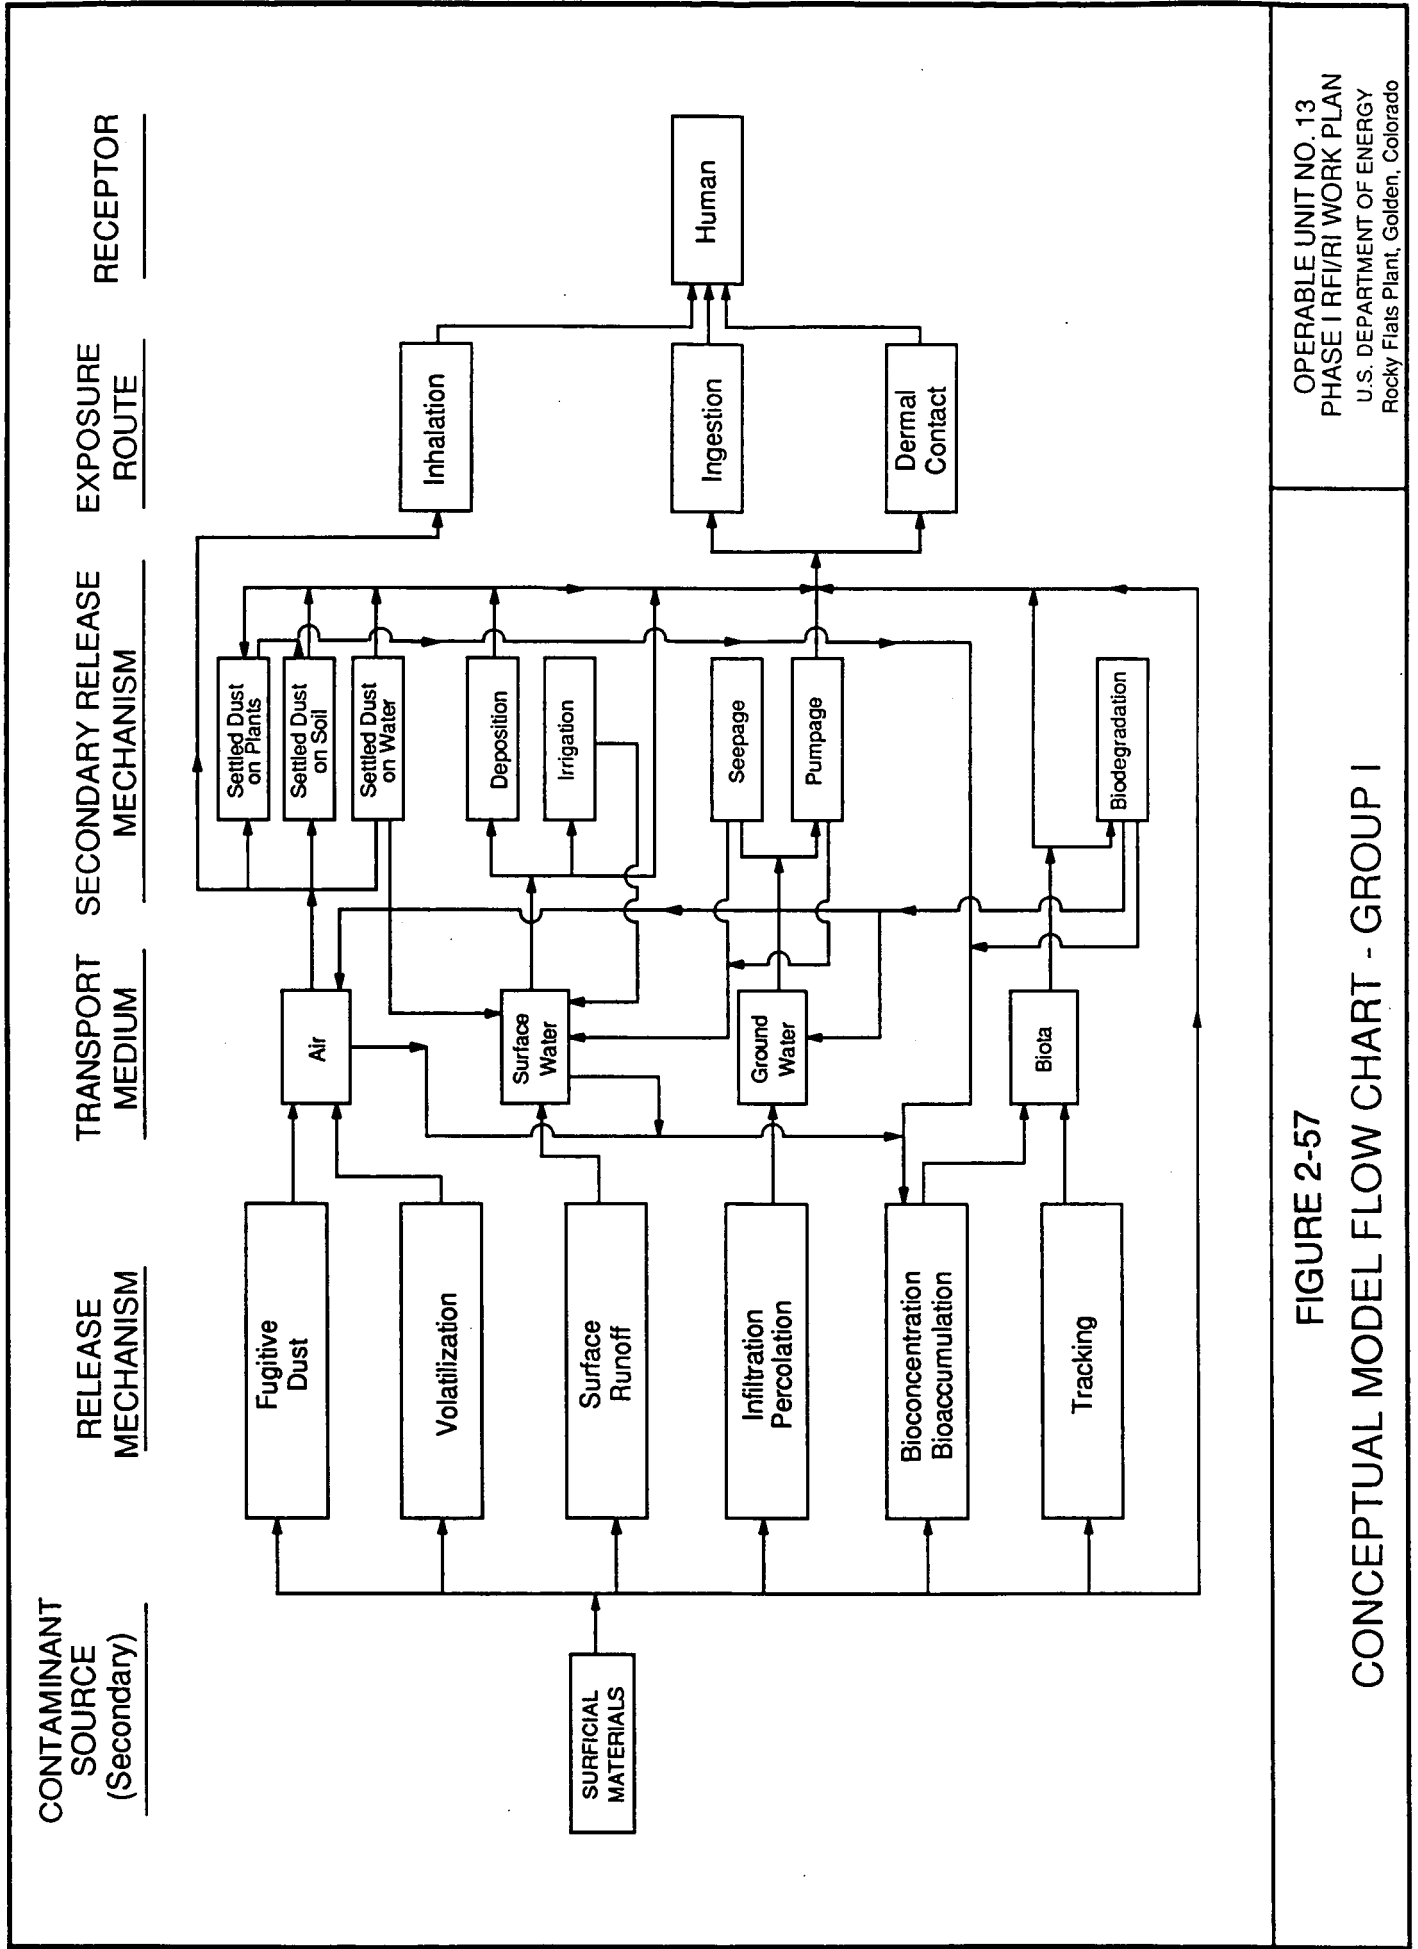 CONTAMINANT
SOURCE
(Secondary)
RELEASE
MECHANISM
TRANSPORT
MEDIUM
SECONDARY RELEASE
MECHANISM
EXPOSURE
ROUTE
RECEPTOR
SURFICIAL
MATERIALS
Fugitive
Dust
Volatilization
Surface
Runoff
Infiltration
Percolation
Bioconcentration
Bioaccumulation
Tracking
Air
Surface
Water
Ground
Water
Biota
Settled Dust
on Plants
Settled Dust
on Soil
Settled Dust
on Water
Deposition
Irrigation
Seepage
Pumpage
Biodegradation
Inhalation
Ingestion
Dermal
Contact
Human
FIGURE 2-57
CONCEPTUAL MODEL FLOW CHART - GROUP I
OPERABLE UNIT NO. 13
PHASE I RFI/RI WORK PLAN
U.S. DEPARTMENT OF ENERGY
Rocky Flats Plant, Golden, Colorado